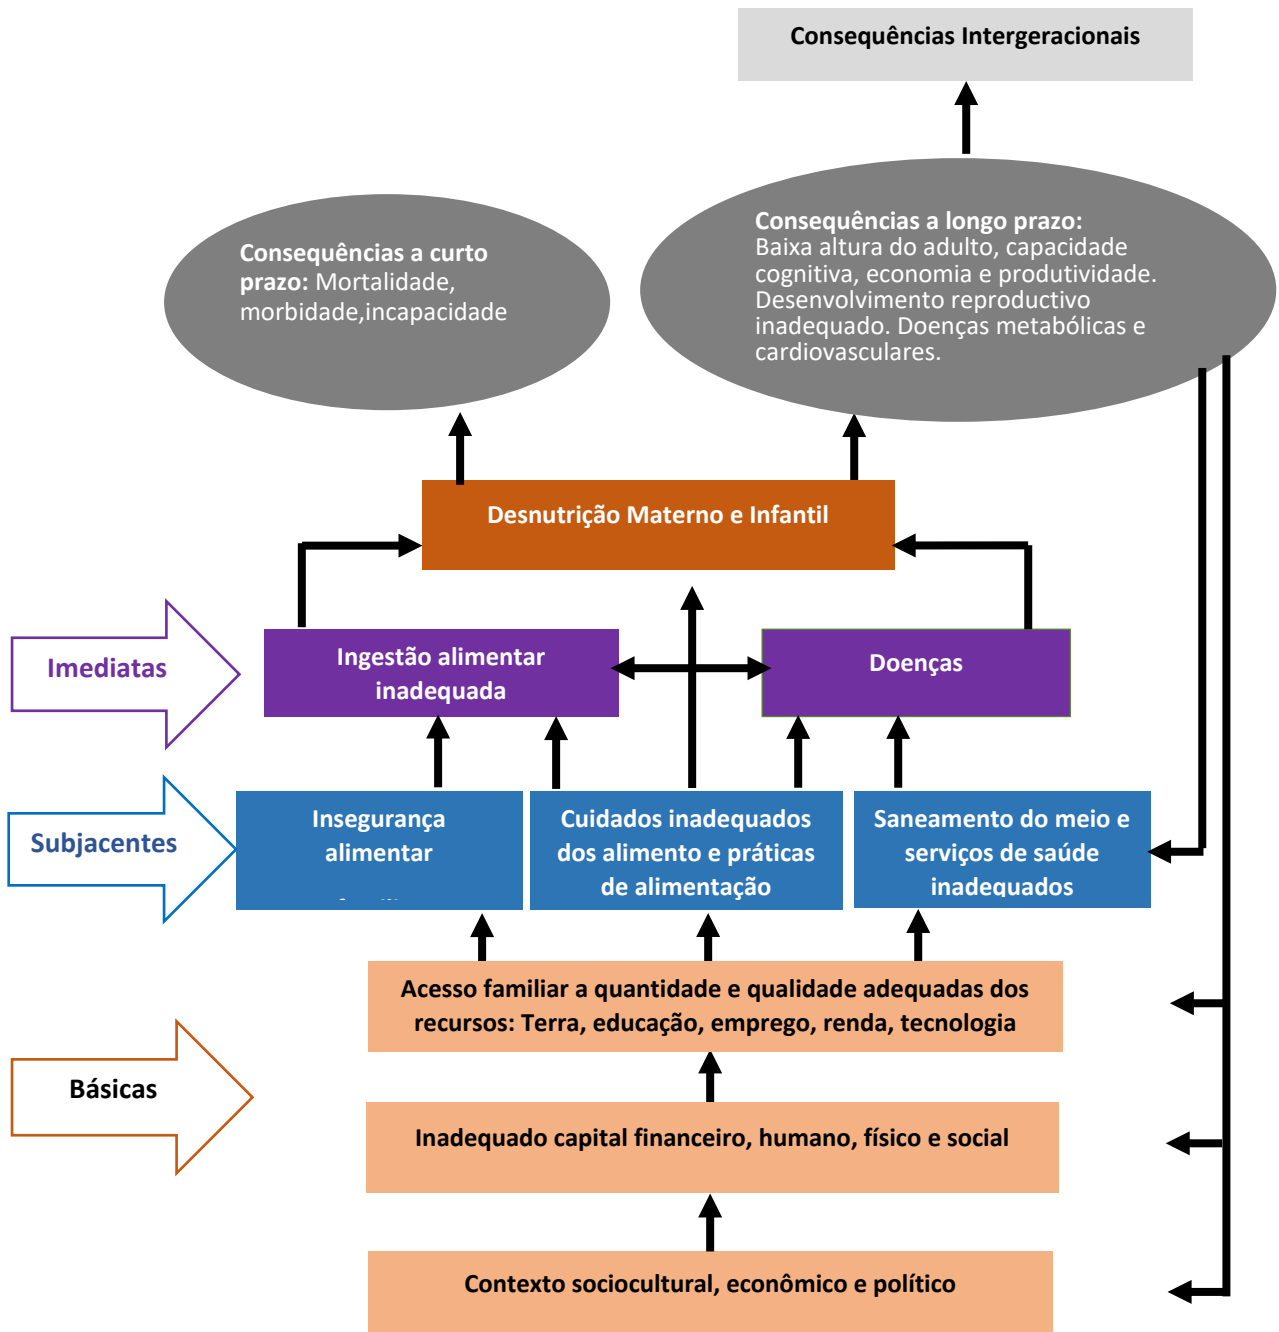 Consequências Intergeracionais
Consequências a curto
prazo: Mortalidade,
morbidade,incapacidade
Consequências a longo prazo:
Baixa altura do adulto, capacidade
cognitiva, economia e produtividade.
Desenvolvimento reproductivo
inadequado. Doenças metabólicas e
cardiovasculares.
Desnutrição Materno e Infantil
Imediatas
Ingestão alimentar
inadequada
Doenças
Subjacentes
Insegurança
alimentar
Cuidados inadequados
dos alimento e práticas
de alimentação
Saneamento do meio e
serviços de saúde
inadequados
Acesso familiar a quantidade e qualidade adequadas dos
recursos: Terra, educação, emprego, renda, tecnologia
Básicas
Inadequado capital financeiro, humano, físico e social
Contexto sociocultural, econômico e político